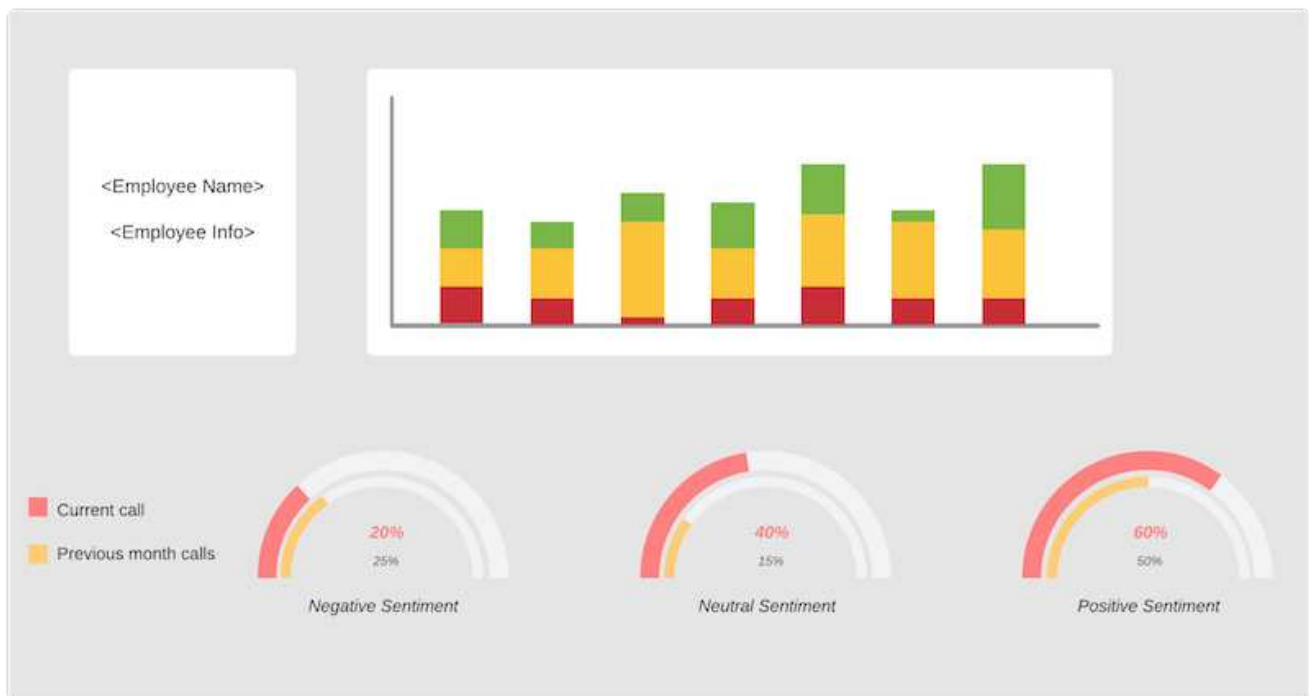 <Employee Name>
<Employee Info>
Current call
Previous month calls
20%
25%
Negative Sentiment
40%
15%
Neutral Sentiment
60%
50%
Positive Sentiment